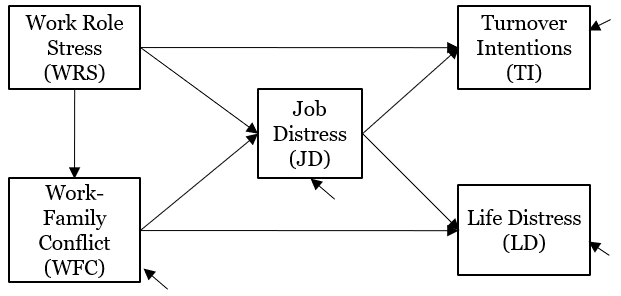 Work Role
Stress
(WRS)
Turnover
Intentions
(TI)
Job
Distress
(JD)
Work-
Family
Conflict
(WFC)
Life Distress
(LD)